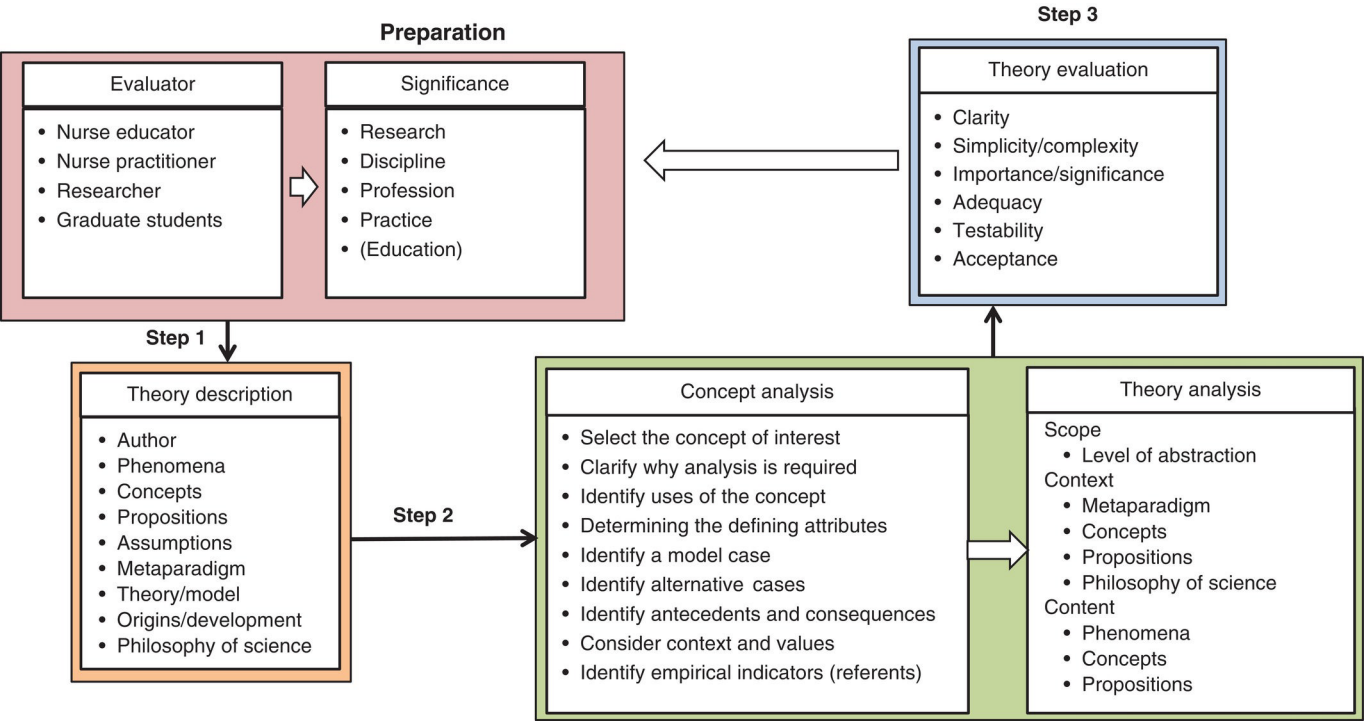 Preparation
Evaluator
• Nurse educator
• Nurse practitioner
• Researcher
• Graduate students
Significance
• Research
• Discipline
• Profession
• Practice
• (Education)
Step 1
Theory description
• Author
• Phenomena
• Concepts
• Propositions
• Assumptions
• Metaparadigm
• Theory/model
• Origins/development
• Philosophy of science
Step 2
Concept analysis
• Select the concept of interest
• Clarify why analysis is required
• Identify uses of the concept
• Determining the defining attributes
• Identify a model case
• Identify alternative cases
• Identify antecedents and consequences
• Consider context and values
• Identify empirical indicators (referents)
Theory analysis
Scope
• Level of abstraction
Context
• Metaparadigm
• Concepts
• Propositions
• Philosophy of science
Content
• Phenomena
• Concepts
• Propositions
Step 3
Theory evaluation
• Clarity
• Simplicity/complexity
• Importance/significance
• Adequacy
• Testability
• Acceptance